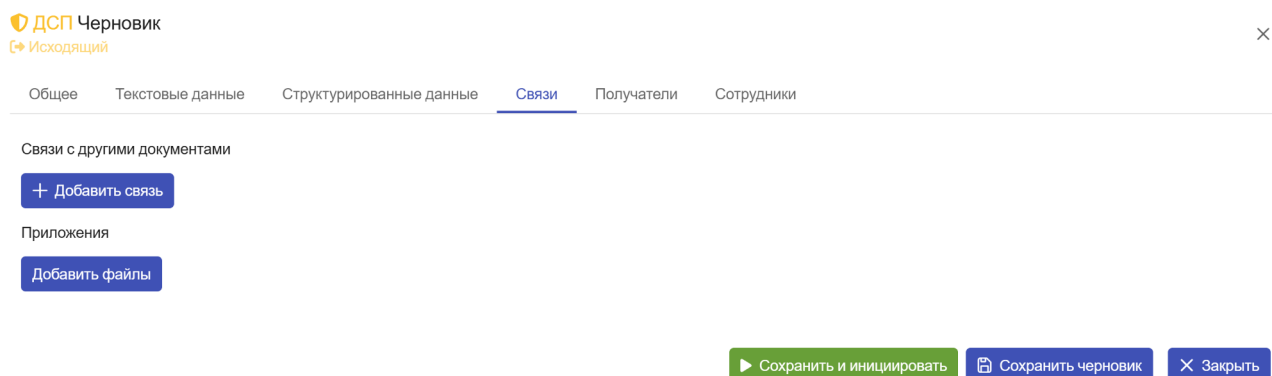 ДСП Черновик
Исходящий
Общее Текстовые данные Структурированные данные Связи Получатели Сотрудники
Связи с другими документами
Добавить связь
Приложения
Добавить файлы
Сохранить и инициировать Сохранить черновик Закрыть